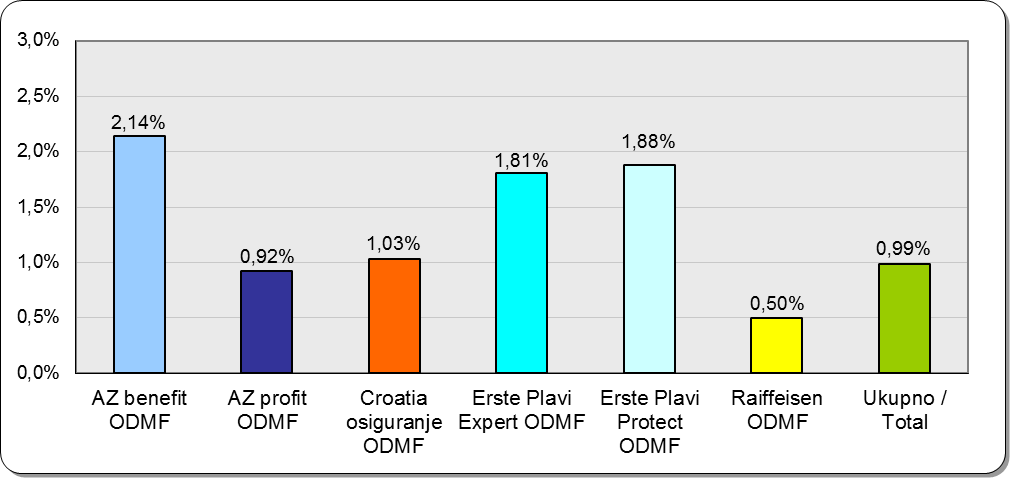 3,0%
2,5%
2,0%
1,5%
1,0%
0,5%
0,0%
2,14%
0,92%
1,03%
1,81%
1,88%
0,50%
0,99%
AZ benefit
ODMF
AZ profit
ODMF
Croatia
osiguranje
ODMF
Erste Plavi
Expert ODMF
Erste Plavi
Protect
ODMF
Raiffeisen
ODMF
Ukupno /
Total